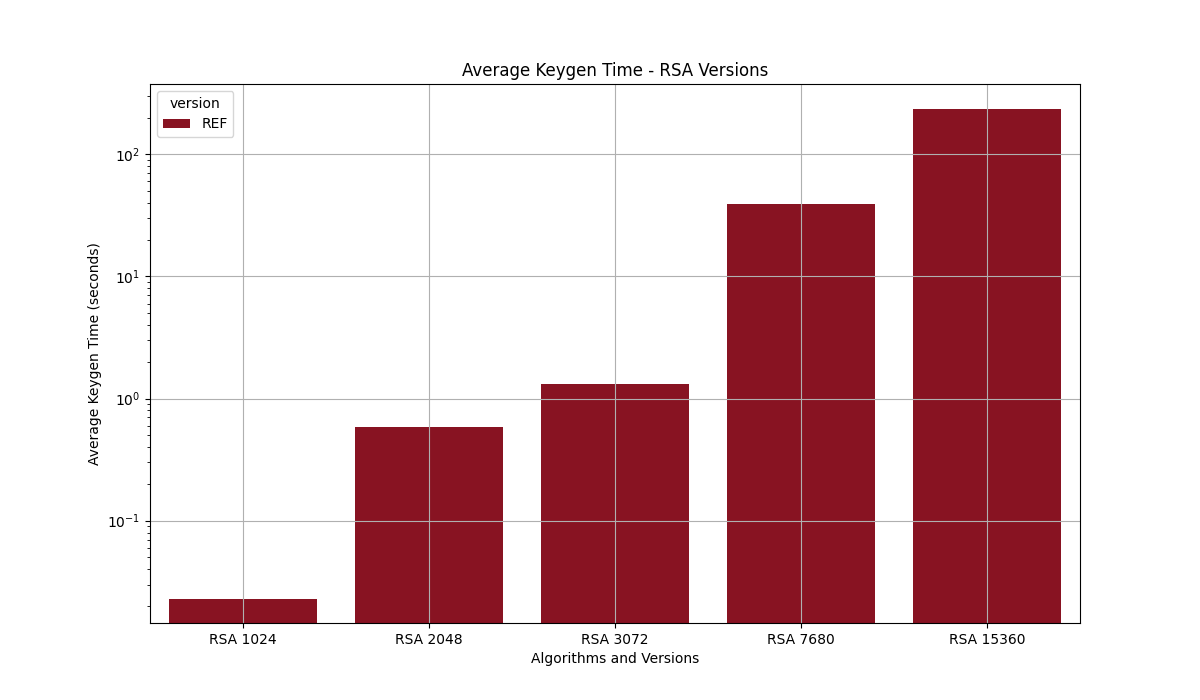 Average Keygen Time - RSA Versions
version
REF
Average Keygen Time (seconds)
10²
10¹
10⁰
10⁻¹
RSA 1024
RSA 2048
RSA 3072
RSA 7680
RSA 15360
Algorithms and Versions